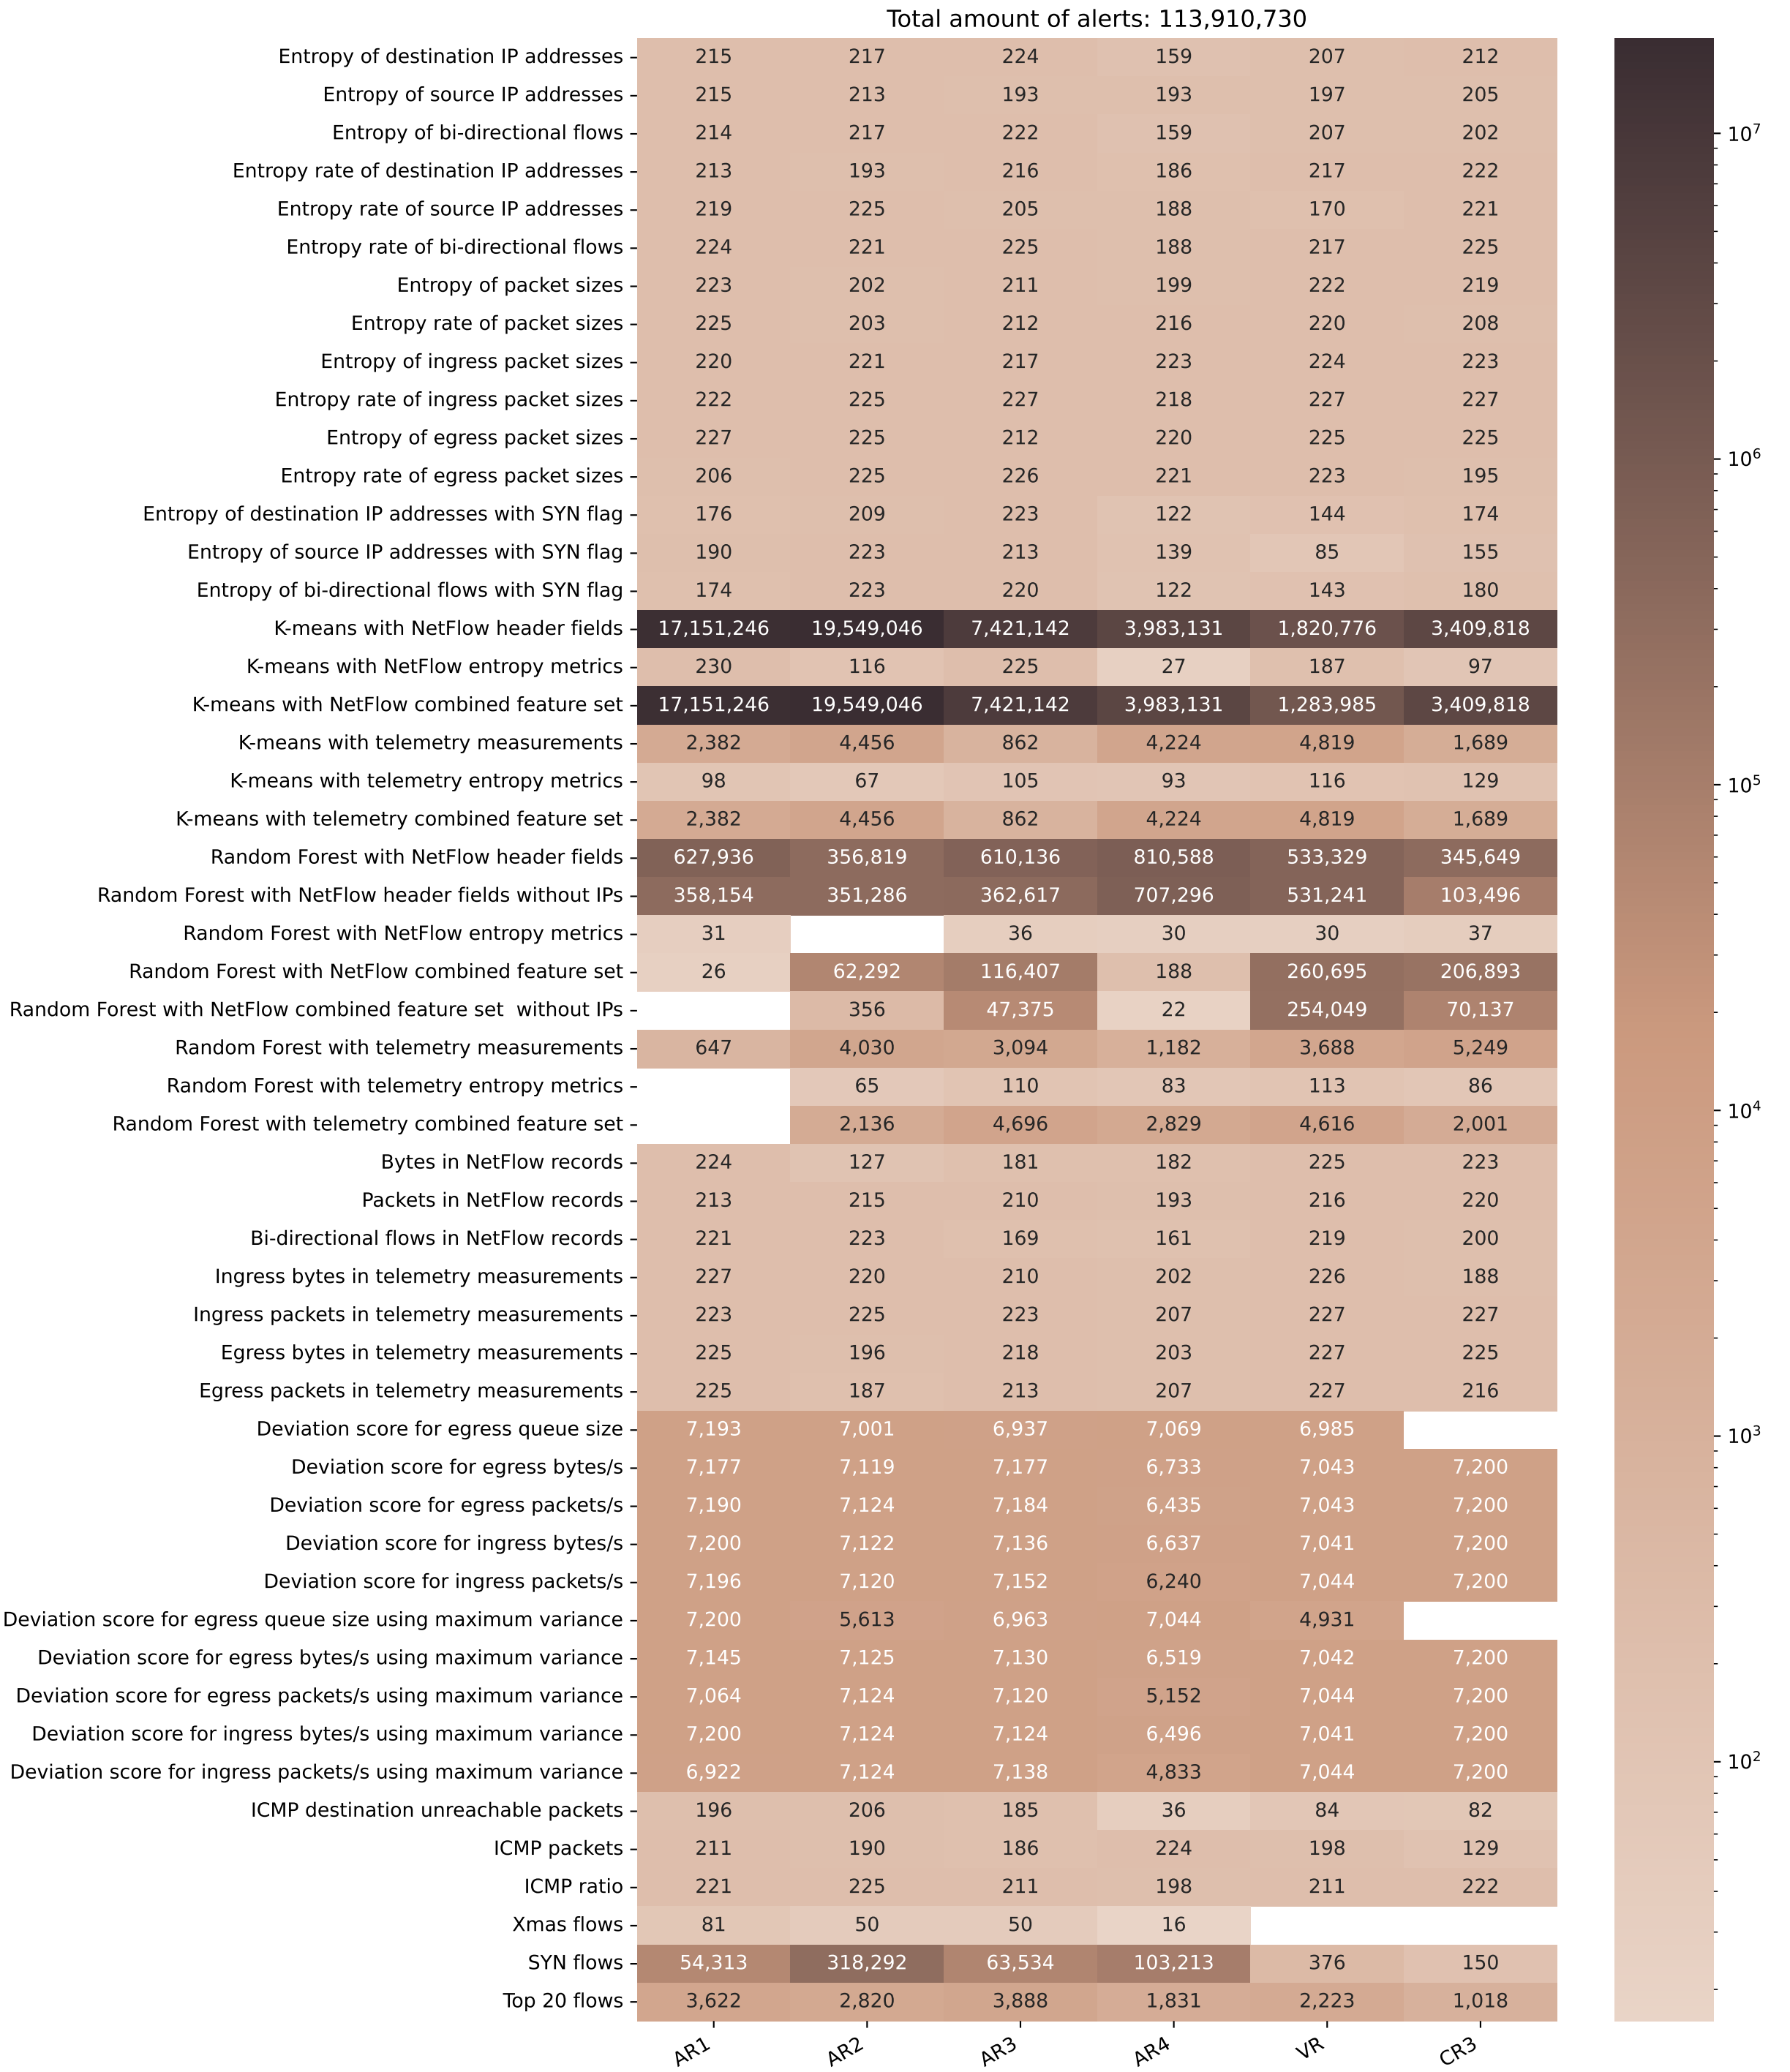 Total amount of alerts: 113,910,730
Entropy of destination IP addresses 215 217 224 159 207 212
Entropy of source IP addresses 215 213 193 193 197 205
Entropy of bi-directional flows 214 217 222 159 207 202
Entropy rate of destination IP addresses 213 193 216 186 217 222
Entropy rate of source IP addresses 219 225 205 188 170 221
Entropy rate of bi-directional flows 224 221 225 188 217 225
Entropy of packet sizes 223 202 211 199 222 219
Entropy rate of packet sizes 225 203 212 216 220 208
Entropy of ingress packet sizes 220 221 217 223 224 223
Entropy rate of ingress packet sizes 222 225 227 218 227 227
Entropy of egress packet sizes 227 225 212 220 225 225
Entropy rate of egress packet sizes 206 225 226 221 223 195
Entropy of destination IP addresses with SYN flag 176 209 223 122 144 174
Entropy of source IP addresses with SYN flag 190 223 213 139 85 155
Entropy of bi-directional flows with SYN flag 174 223 220 122 143 180
K-means with NetFlow header fields 17,151,246 19,549,046 7,421,142 3,983,131 1,820,776 3,409,818
K-means with NetFlow entropy metrics 230 116 225 27 187 97
K-means with NetFlow combined feature set 17,151,246 19,549,046 7,421,142 3,983,131 1,283,985 3,409,818
K-means with telemetry measurements 2,382 4,456 862 4,224 4,819 1,689
K-means with telemetry entropy metrics 98 67 105 93 116 129
K-means with telemetry combined feature set 2,382 4,456 862 4,224 4,819 1,689
Random Forest with NetFlow header fields 627,936 356,819 610,136 810,588 533,329 345,649
Random Forest with NetFlow header fields without IPs 358,154 351,286 362,617 707,296 531,241 103,496
Random Forest with NetFlow entropy metrics 31 36 30 30 37
Random Forest with NetFlow combined feature set 26 62,292 116,407 188 260,695 206,893
Random Forest with NetFlow combined feature set  without IPs 356 47,375 22 254,049 70,137
Random Forest with telemetry measurements 647 4,030 3,094 1,182 3,688 5,249
Random Forest with telemetry entropy metrics 65 110 83 113 86
Random Forest with telemetry combined feature set 2,136 4,696 2,829 4,616 2,001
Bytes in NetFlow records 224 127 181 182 225 223
Packets in NetFlow records 213 215 210 193 216 220
Bi-directional flows in NetFlow records 221 223 169 161 219 200
Ingress bytes in telemetry measurements 227 220 210 202 226 188
Ingress packets in telemetry measurements 223 225 223 207 227 227
Egress bytes in telemetry measurements 225 196 218 203 227 225
Egress packets in telemetry measurements 225 187 213 207 227 216
Deviation score for egress queue size 7,193 7,001 6,937 7,069 6,985
Deviation score for egress bytes/s 7,177 7,119 7,177 6,733 7,043 7,200
Deviation score for egress packets/s 7,190 7,124 7,184 6,435 7,043 7,200
Deviation score for ingress bytes/s 7,200 7,122 7,136 6,637 7,041 7,200
Deviation score for ingress packets/s 7,196 7,120 7,152 6,240 7,044 7,200
Deviation score for egress queue size using maximum variance 7,200 5,613 6,963 7,044 4,931
Deviation score for egress bytes/s using maximum variance 7,145 7,125 7,130 6,519 7,042 7,200
Deviation score for egress packets/s using maximum variance 7,064 7,124 7,120 5,152 7,044 7,200
Deviation score for ingress bytes/s using maximum variance 7,200 7,124 7,124 6,496 7,041 7,200
Deviation score for ingress packets/s using maximum variance 6,922 7,124 7,138 4,833 7,044 7,200
ICMP destination unreachable packets 196 206 185 36 84 82
ICMP packets 211 190 186 224 198 129
ICMP ratio 221 225 211 198 211 222
Xmas flows 81 50 50 16
SYN flows 54,313 318,292 63,534 103,213 376 150
Top 20 flows 3,622 2,820 3,888 1,831 2,223 1,018
AR1 AR2 AR3 AR4 VR CR3
10⁷
10⁶
10⁵
10⁴
10³
10²